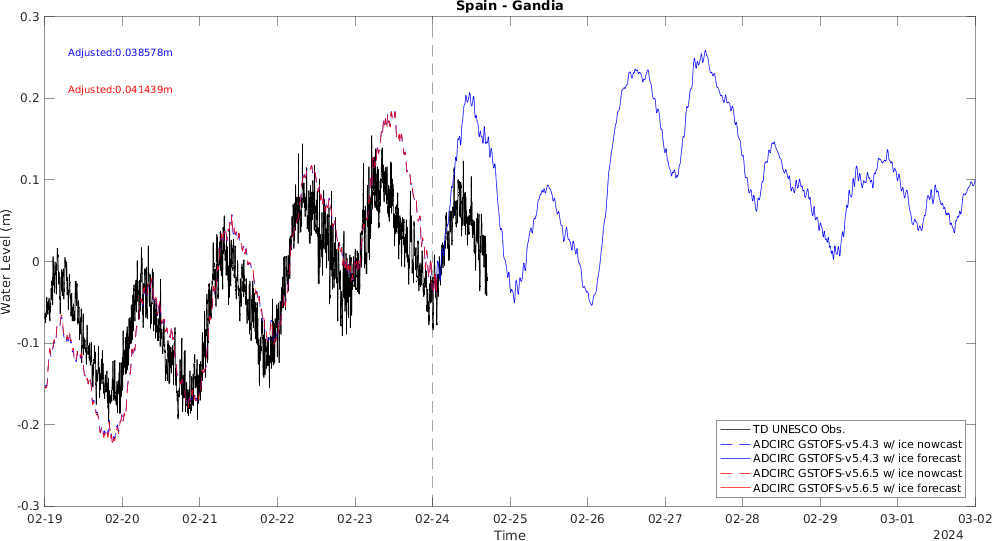 Spain - Gandia
0.3
0.2
0.1
0
-0.1
-0.2
-0.3
Water Level (m)
Adjusted:0.038578m
Adjusted:0.041439m
TD UNESCO Obs.
ADCIRC GSTOFS-v5.4.3 w/ ice nowcast
ADCIRC GSTOFS-v5.4.3 w/ ice forecast
ADCIRC GSTOFS-v5.6.5 w/ ice nowcast
ADCIRC GSTOFS-v5.6.5 w/ ice forecast
02-19 02-20 02-21 02-22 02-23 02-24 02-25 02-26 02-27 02-28 02-29 03-01 03-02
Time
2024